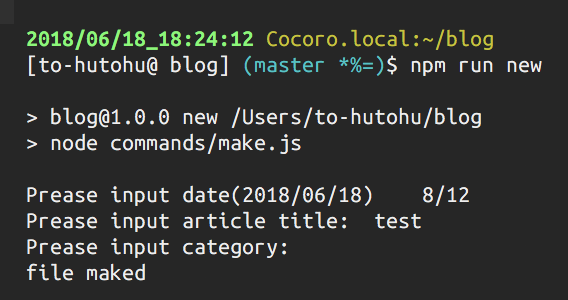 2018/06/18_18:24:12 Cocoro.local:~/blog
[to-hutohu@ blog] (master *%=)$ npm run new
> blog@1.0.0 new /Users/to-hutohu/blog
> node commands/make.js
Prease input date(2018/06/18) 8/12
Prease input article title: test
Prease input category:
file maked